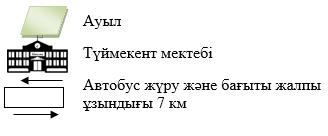 Ауыл
Түймекент мектебі
Автобус жүру және бағыты жалпы
ұзындығы 7 км